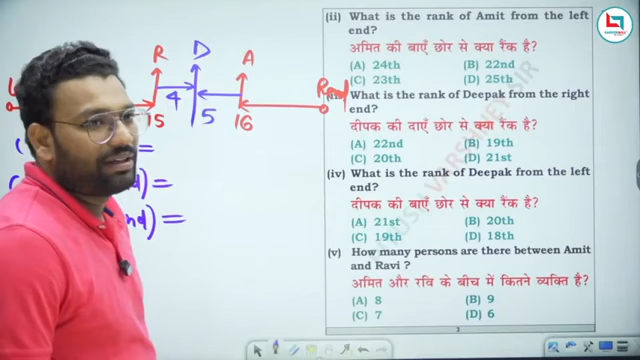 (ii) What is the rank of Amit from the left
end?
अमित की बाएँ छोर से क्या रैंक है?
(A) 24th (B) 22nd
(C) 23th (D) 25th
What is the rank of Deepak from the right
end?
दीपक की दाएँ छोर से क्या रैंक है?
(A) 22nd (B) 19th
(C) 20th (D) 21st
(iv) What is the rank of Deepak from the left
end?
दीपक की बाएँ छोर से क्या रैंक है?
(A) 21st (B) 20th
(C) 19th (D) 18th
(v) How many persons are there between Amit
and Ravi ?
अमित और रवि के बीच में कितने व्यक्ति है?
(A) 8 (B) 9
(C) 7 (D) 6
3
R D A
4 5
15 16
) =
nd) =